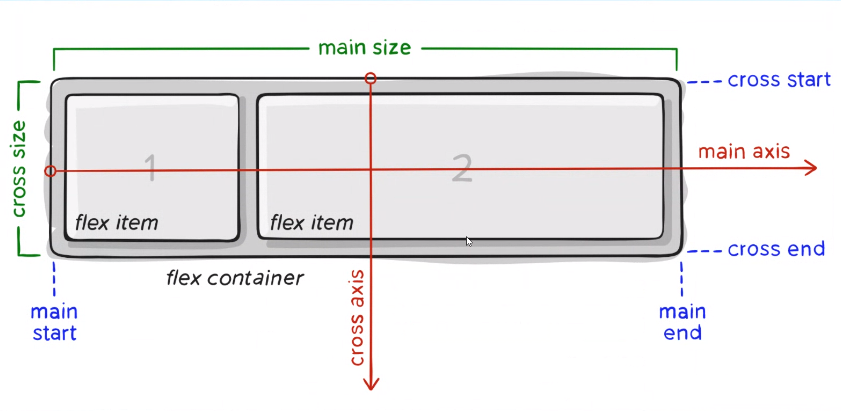 main size
cross start
cross size
1
2
main axis
flex item
flex item
cross end
flex container
cross axis
main
start
main
end